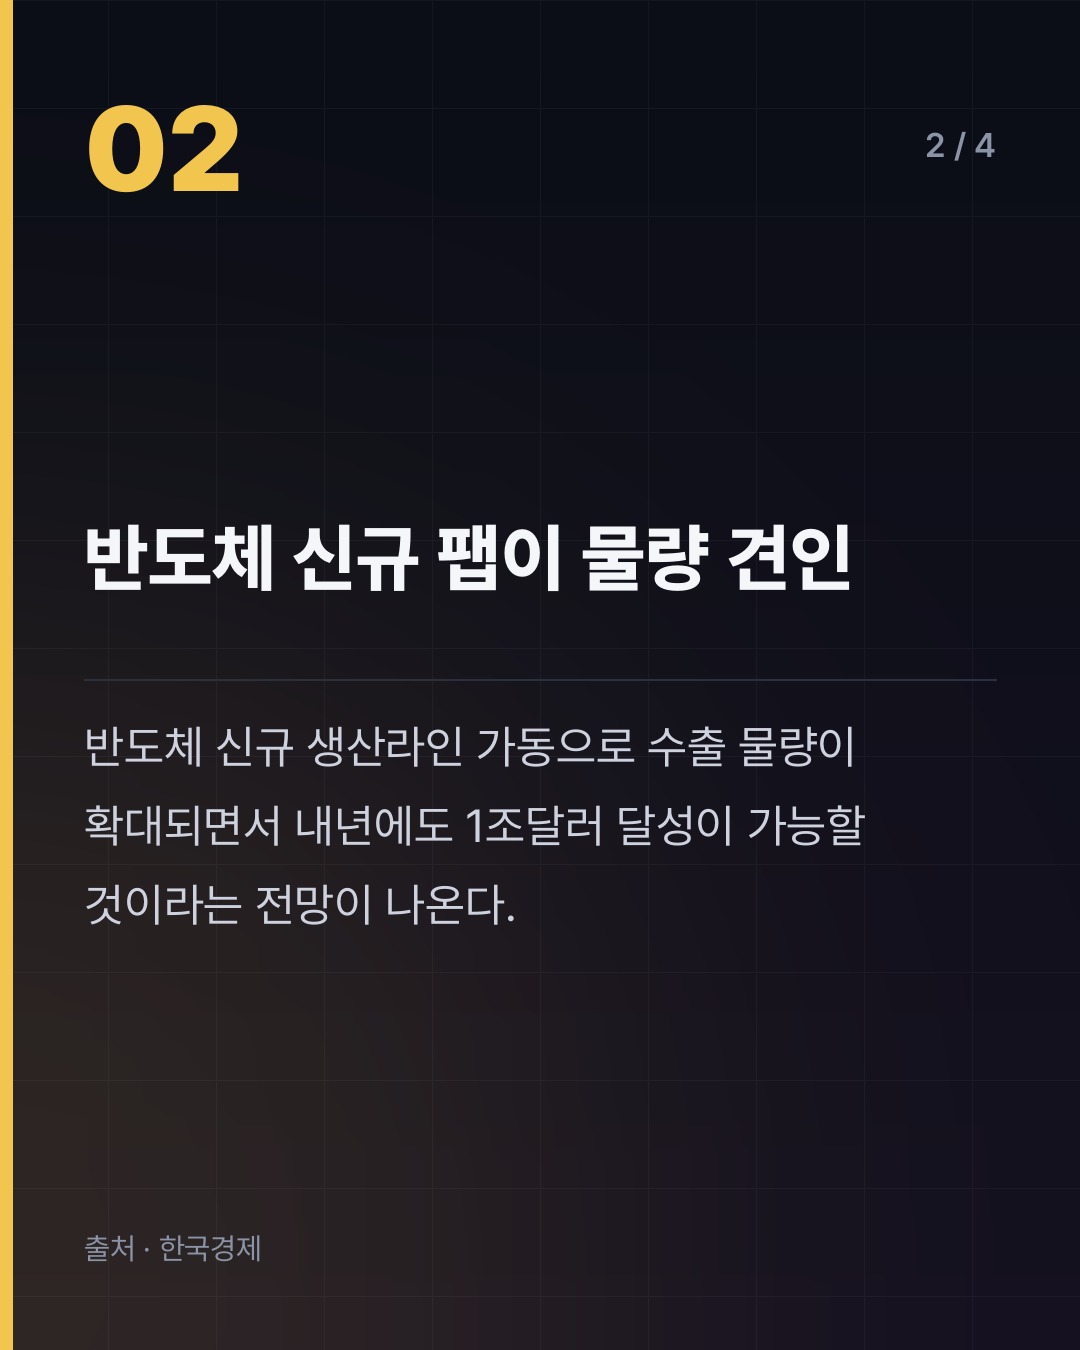 02
2 / 4
반도체 신규 팹이 물량 견인
반도체 신규 생산라인 가동으로 수출 물량이
확대되면서 내년에도 1조달러 달성이 가능할
것이라는 전망이 나온다.
출처 · 한국경제